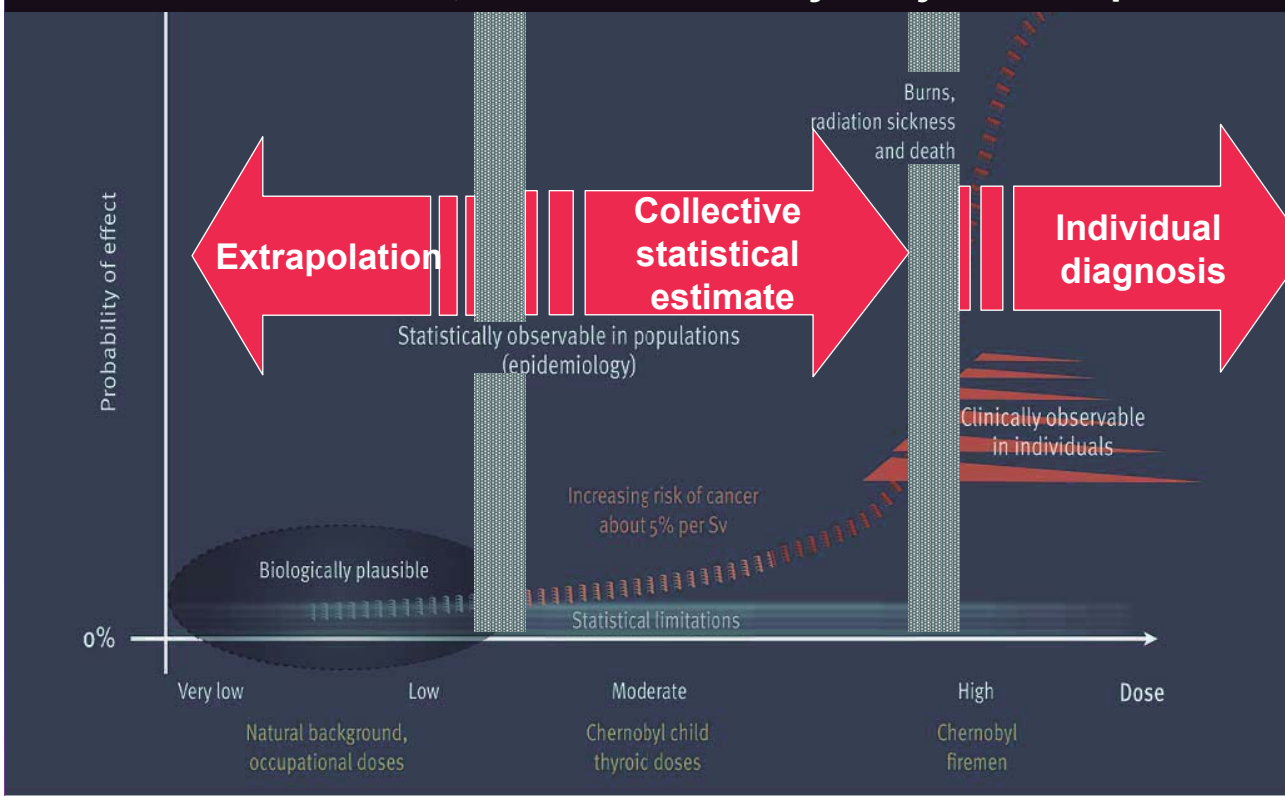 Burns,
radiation sickness
and death
Probability of effect
Extrapolation
Collective
statistical
estimate
Individual
diagnosis
Statistically observable in populations
(epidemiology)
Clinically observable
in individuals
Increasing risk of cancer
about 5% per Sv
Biologically plausible
Statistical limitations
0%
Very low
Low
Moderate
High
Dose
Natural background,
occupational doses
Chernobyl child
thyroid doses
Chernobyl
firemen